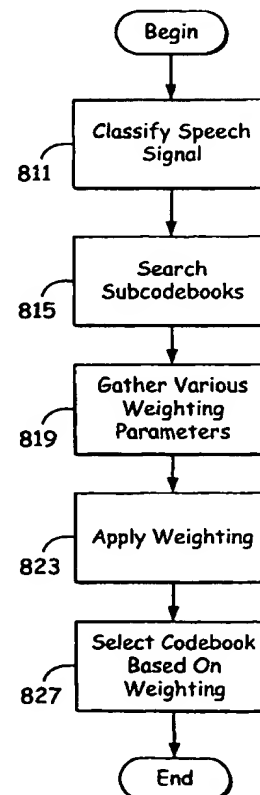 Begin
Classify Speech
Signal
811
Search
Subcodebooks
815
Gather Various
Weighting
Parameters
819
Apply Weighting
823
Select Codebook
Based On
Weighting
827
End